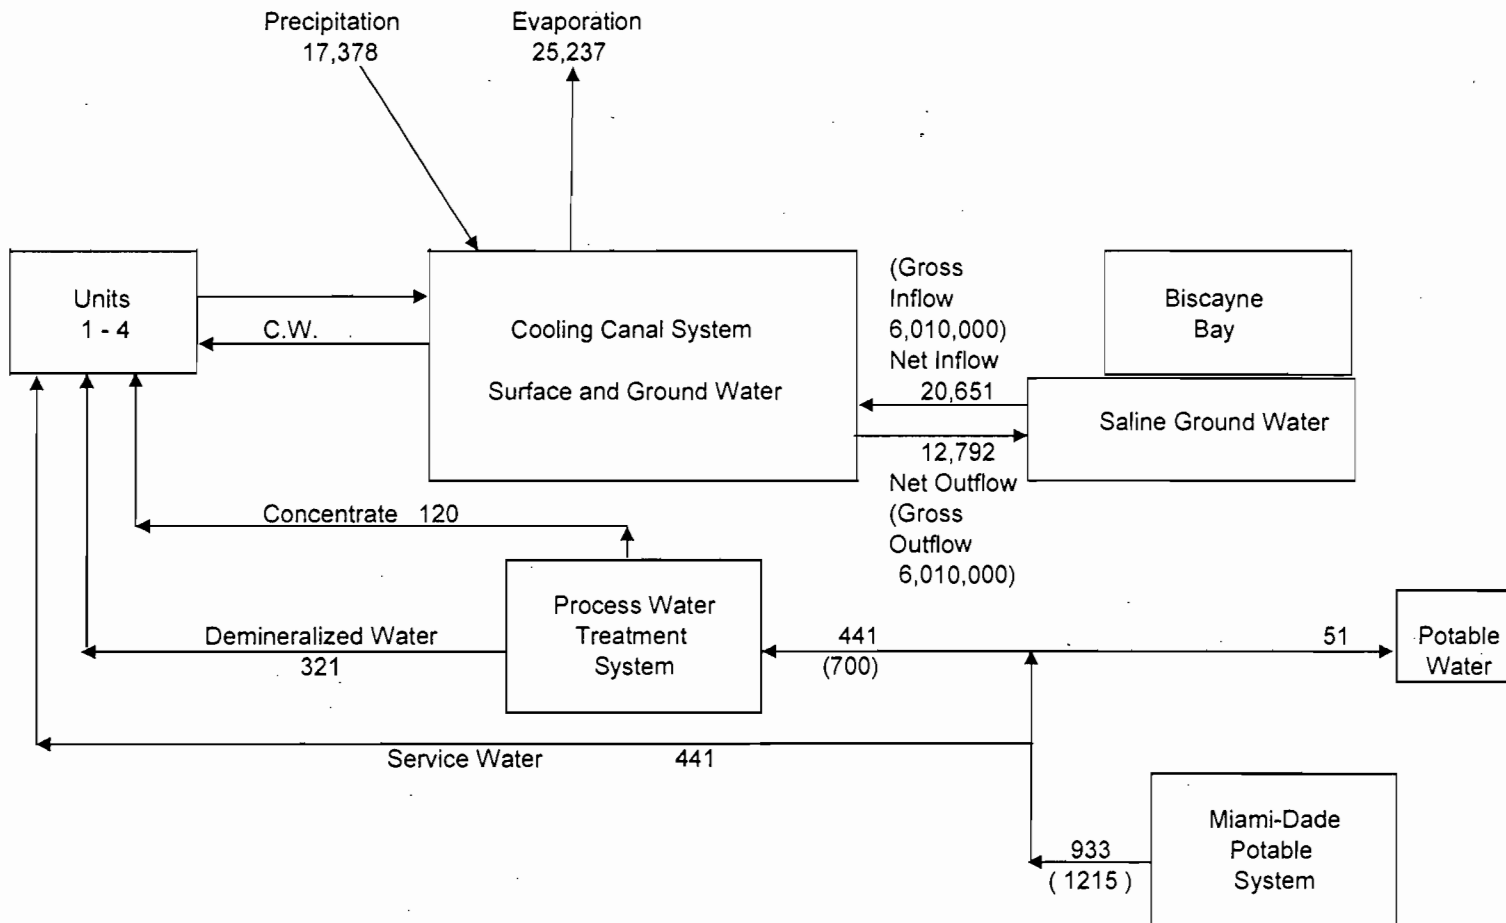 Precipitation
17,378
Evaporation
25,237
Units
1 - 4
C.W.
Cooling Canal System
Surface and Ground Water
(Gross
Inflow
6,010,000)
Net Inflow
20,651
12,792
Net Outflow
(Gross
Outflow
6,010,000)
Biscayne
Bay
Saline Ground Water
Concentrate 120
Process Water
Treatment
System
Demineralized Water
321
441
(700)
51
Potable
Water
Service Water 441
933
( 1215 )
Miami-Dade
Potable
System